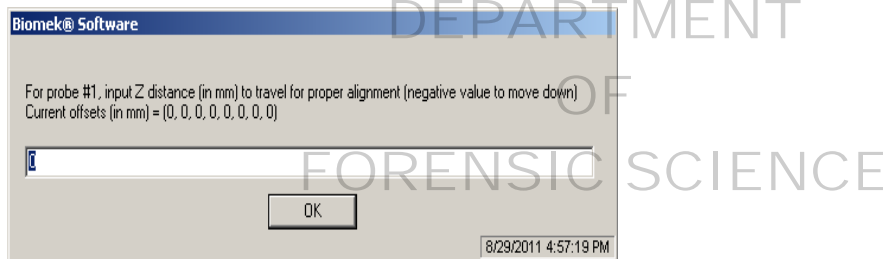 Biomek® Software
DEPARTMENT
For probe #1, input Z distance (in mm) to travel for proper alignment (negative value to move down)
OF
Current offsets (in mm) = (0, 0, 0, 0, 0, 0, 0, 0)
0
FORENSIC SCIENCE
OK
8/29/2011 4:57:19 PM